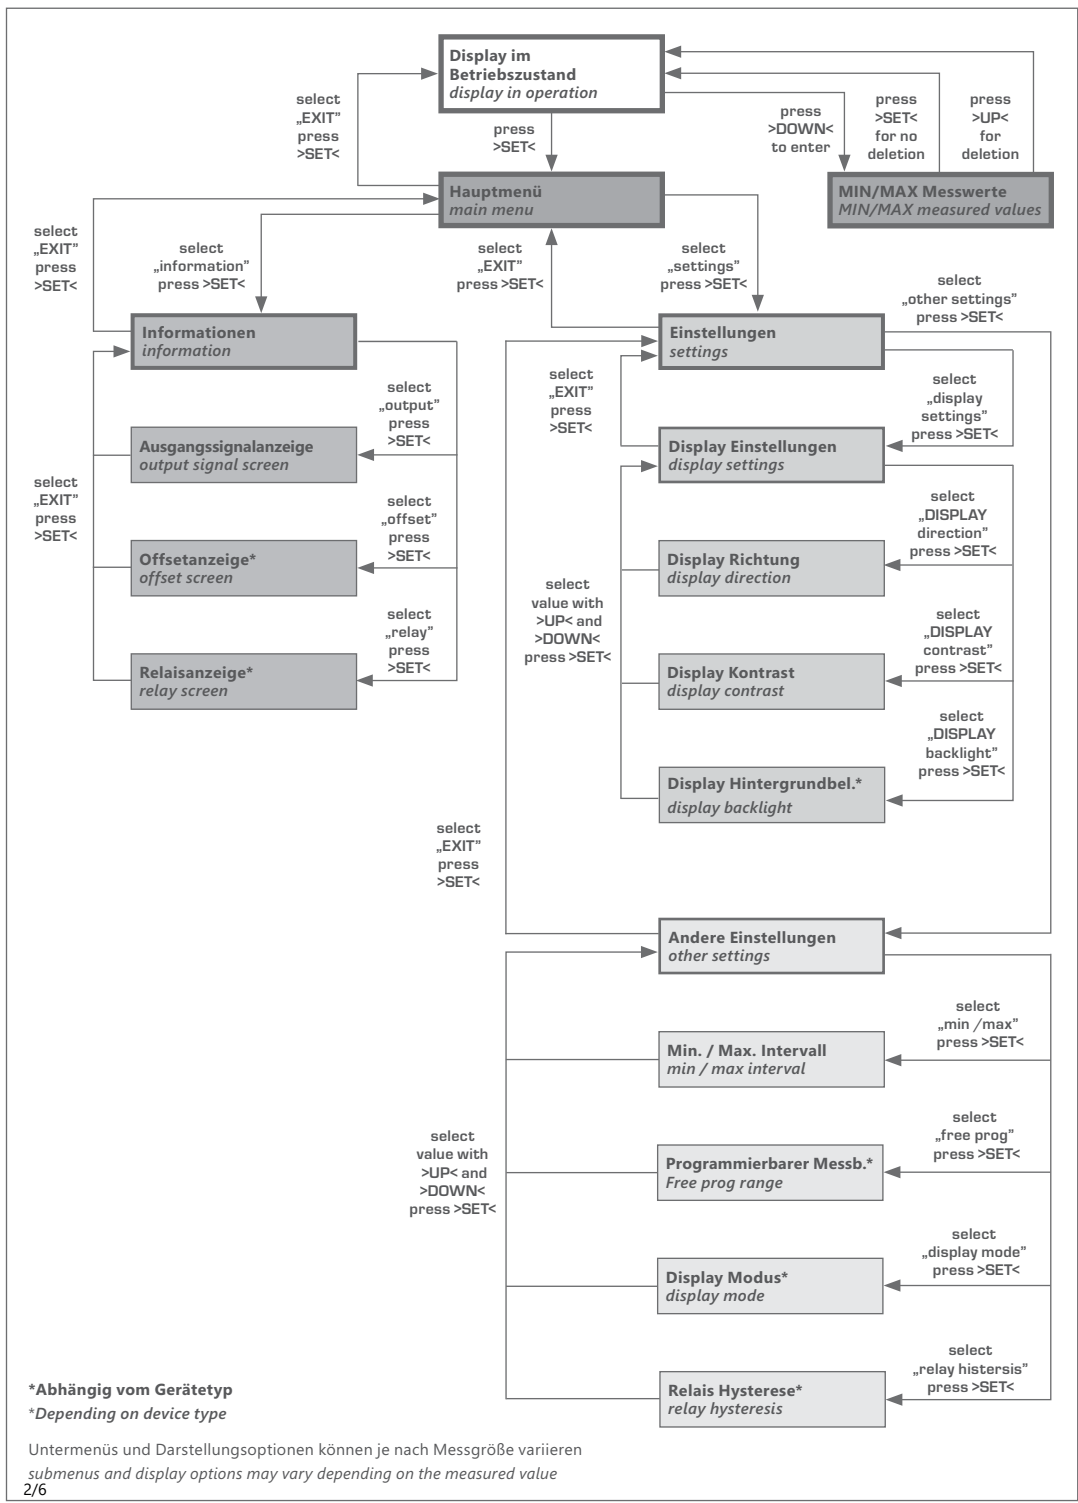 Display im
Betriebszustand
display in operation
select
„EXIT”
press
>SET<
press
>SET<
press
>DOWN<
to enter
press
>SET<
for no
deletion
press
>UP<
for
deletion
Hauptmenü
main menu
MIN/MAX Messwerte
MIN/MAX measured values
select
„EXIT”
press
>SET<
select
„information”
press >SET<
select
„EXIT”
press >SET<
select
„settings”
press >SET<
select
„other settings”
press >SET<
Informationen
information
Einstellungen
settings
select
„output”
press
>SET<
select
„EXIT”
press
>SET<
select
„display
settings”
press >SET<
Ausgangssignalanzeige
output signal screen
Display Einstellungen
display settings
select
„EXIT”
press
>SET<
select
„offset”
press
>SET<
select
„DISPLAY
direction”
press >SET<
Offsetanzeige*
offset screen
Display Richtung
display direction
select
„relay”
press
>SET<
select
value with
>UP< and
>DOWN<
press >SET<
select
„DISPLAY
contrast”
press >SET<
Relaisanzeige*
relay screen
Display Kontrast
display contrast
select
„DISPLAY
backlight”
press >SET<
Display Hintergrundbel.*
display backlight
select
„EXIT”
press
>SET<
Andere Einstellungen
other settings
select
„min /max”
press >SET<
Min. / Max. Intervall
min / max interval
select
„free prog”
press >SET<
select
value with
>UP< and
>DOWN<
press >SET<
Programmierbarer Messb.*
Free prog range
select
„display mode”
press >SET<
Display Modus*
display mode
select
„relay histersis”
press >SET<
Relais Hysterese*
relay hysteresis
*Abhängig vom Gerätetyp
*Depending on device type
Untermenüs und Darstellungsoptionen können je nach Messgröße variieren
submenus and display options may vary depending on the measured value
2/6